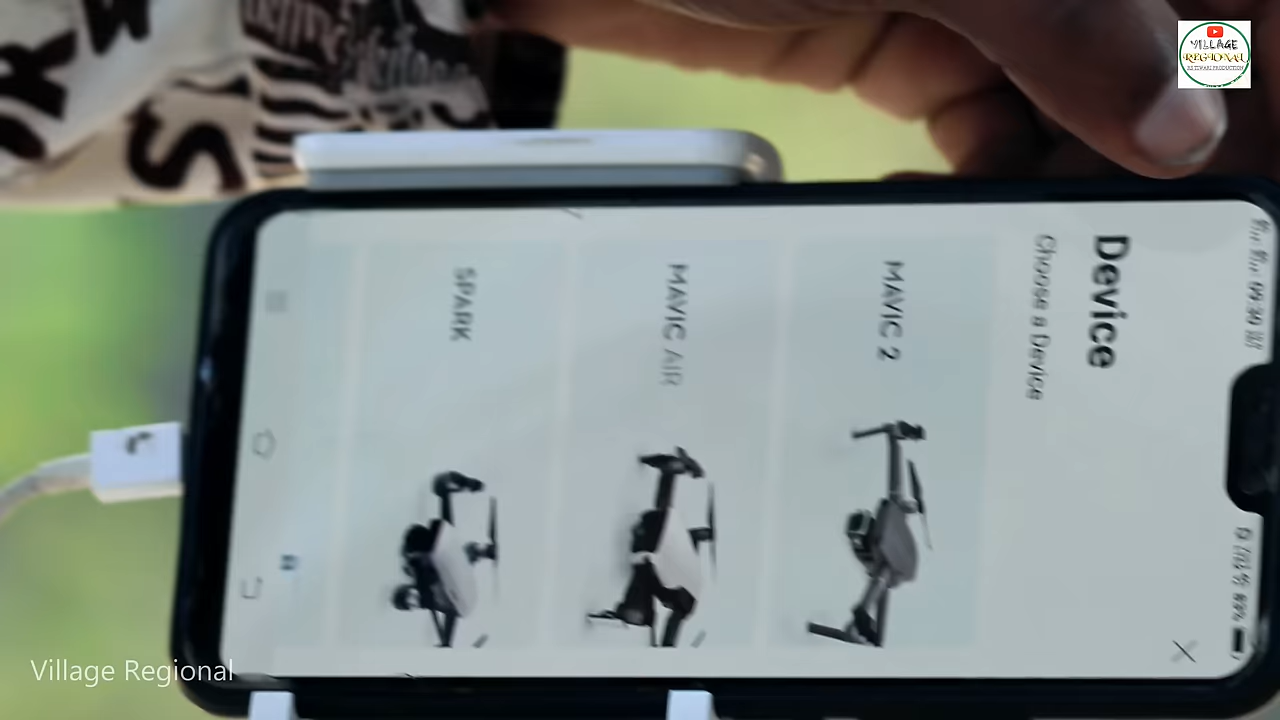 VILLAGE
REGIONAL
Device
Choose a Device
MAVIC 2
MAVIC AIR
SPARK
S
Village Regional